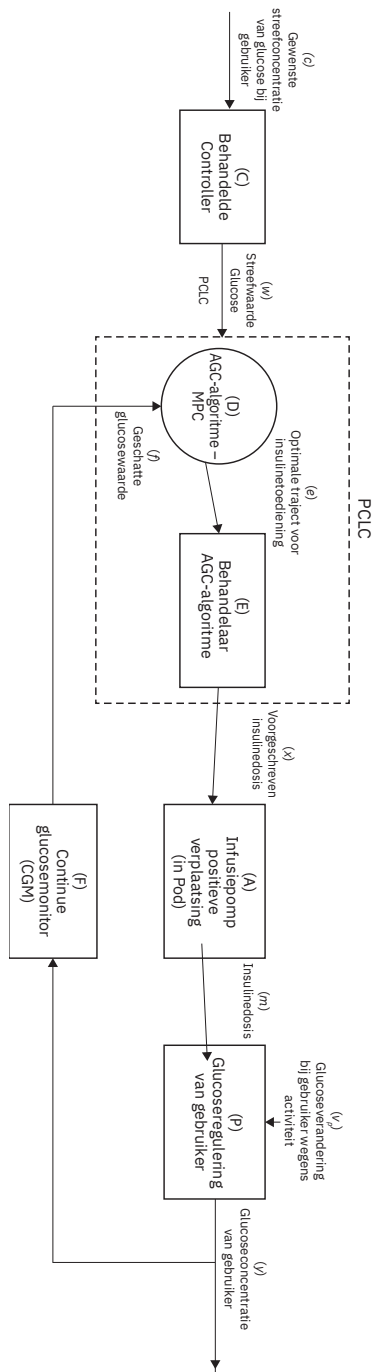 (c)
Gewenste
streefconcentratie
van glucose bij
gebruiker
(C)
Behandelde
Controller
(w)
Streefwaarde
Glucose
PCLC
PCLC
(D)
AGC-algoritme –
MPC
(f)
Geschatte
glucosewaarde
(e)
Optimale traject voor
insulinetoediening
(E)
Behandelaar
AGC-algoritme
(x)
Voorgeschreven
insulinedosis
(A)
Infusiepomp
positieve
verplaatsing
(in Pod)
(m)
Insulinedosis
(vₚ)
Glucoseverandering
bij gebruiker wegens
activiteit
(P)
Glucoseregulering
van gebruiker
(y)
Glucoseconcentratie
van gebruiker
(F)
Continue
glucosemonitor
(CGM)